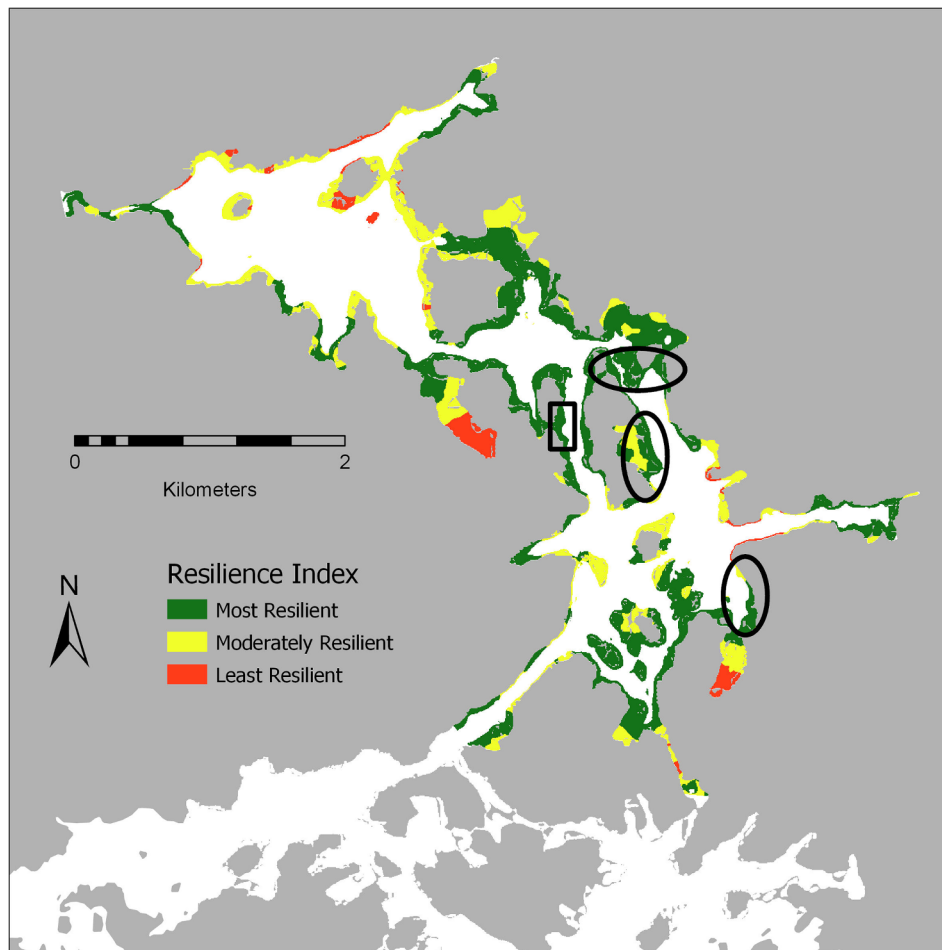 0 2
Kilometers
N
Resilience Index
Most Resilient
Moderately Resilient
Least Resilient